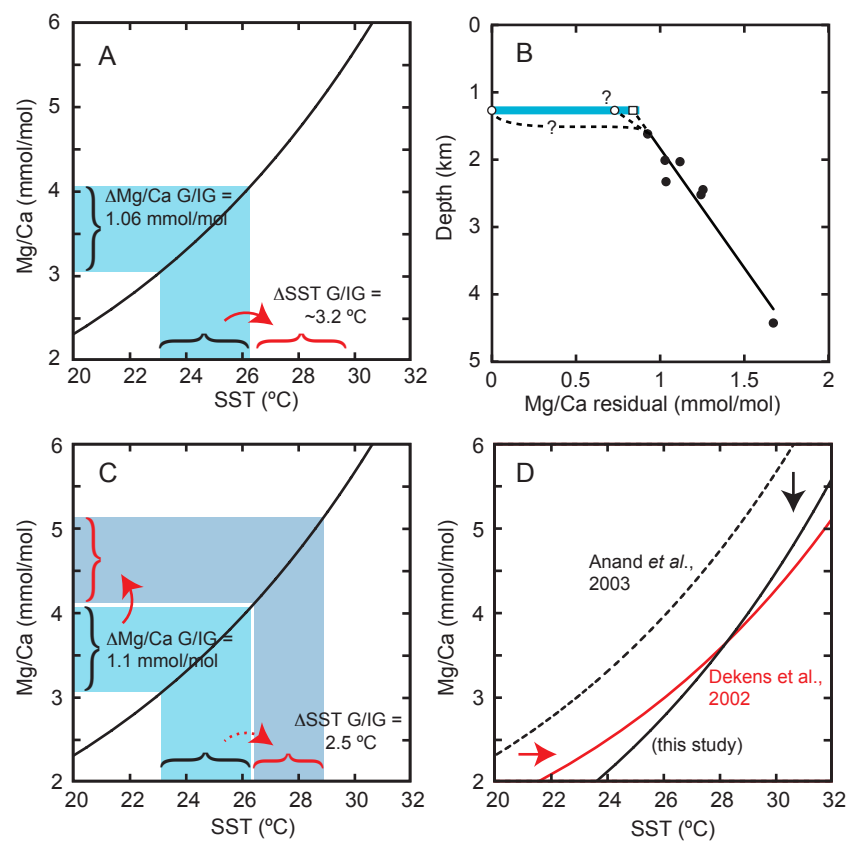 A
6
5
4
3
2
Mg/Ca (mmol/mol)
ΔMg/Ca G/IG =
1.06 mmol/mol
ΔSST G/IG =
~3.2 ºC
20 22 24 26 28 30 32
SST (ºC)
B
0
1
2
3
4
5
Depth (km)
?
?
0 0.5 1 1.5 2
Mg/Ca residual (mmol/mol)
C
6
5
4
3
2
Mg/Ca (mmol/mol)
ΔMg/Ca G/IG =
1.1 mmol/mol
ΔSST G/IG =
2.5 ºC
20 22 24 26 28 30 32
SST (ºC)
D
6
5
4
3
2
Mg/Ca (mmol/mol)
Anand et al.,
2003
Dekens et al.,
2002
(this study)
20 22 24 26 28 30 32
SST (ºC)